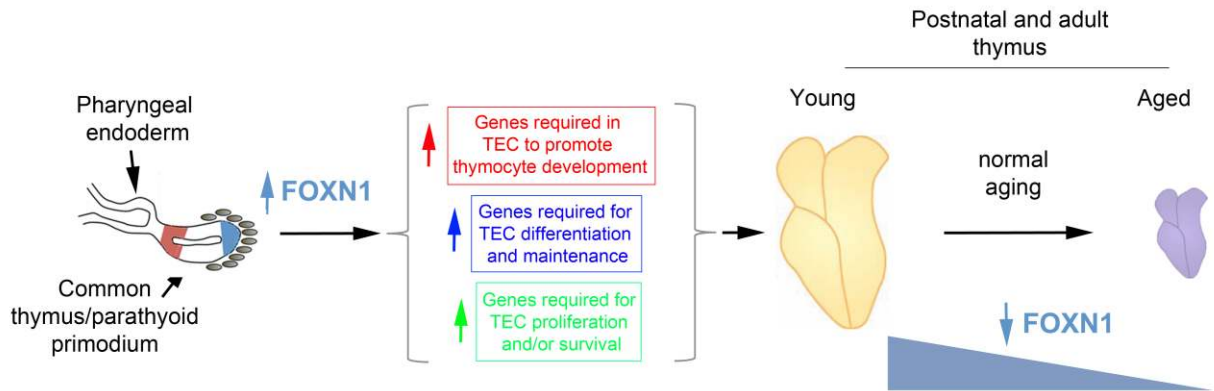 Postnatal and adult
thymus
Pharyngeal
endoderm
Common
thymus/parathyoid
primodium
FOXN1
Genes required in
TEC to promote
thymocyte development
Genes required for
TEC differentiation
and maintenance
Genes required for
TEC proliferation
and/or survival
Young
normal
aging
FOXN1
Aged